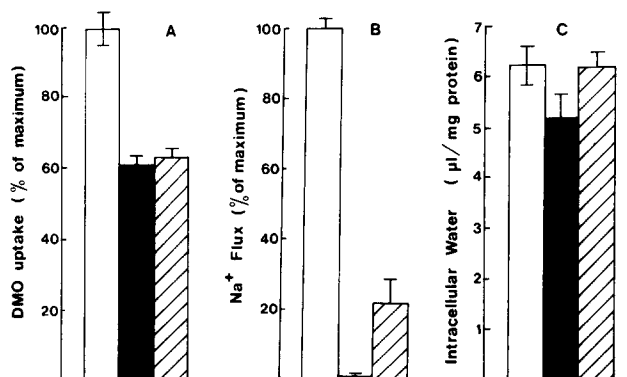 A
DMO uptake ( % of maximum)
100
80
60
40
20
B
Na+ Flux (% of maximum)
100
80
60
40
20
C
Intracellular Water ( µl/ mg protein)
7
6
5
4
3
2
1